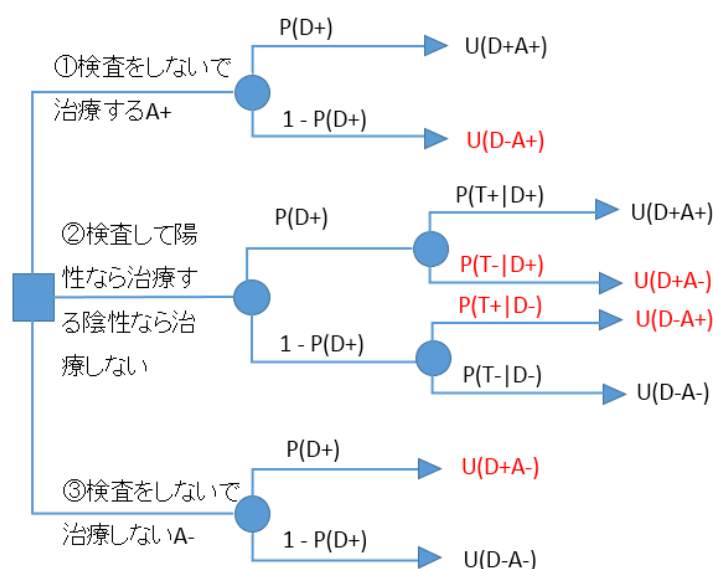 P(D+)
U(D+A+)
①検査をしないで
治療するA+
1 - P(D+)
U(D-A+)
P(T+|D+)
U(D+A+)
P(D+)
②検査して陽
性なら治療す
る陰性なら治
療しない
P(T-|D+)
U(D+A-)
P(T+|D-)
U(D-A+)
1 - P(D+)
P(T-|D-)
U(D-A-)
P(D+)
U(D+A-)
③検査をしないで
治療しないA-
1 - P(D+)
U(D-A-)